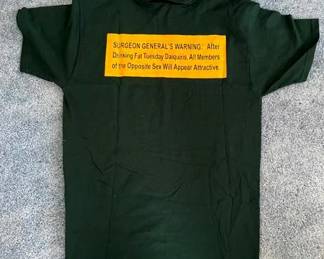 SURGEON GENERAL'S WARNING: After
Drinking Fat Tuesday Daiquiris, All Members
of the Opposite Sex Will Appear Attractive.